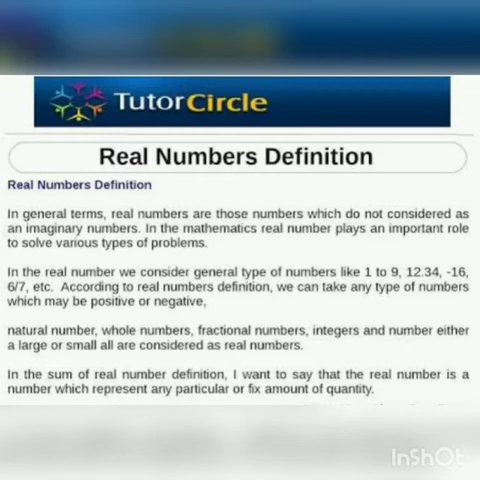 TutorCircle
Real Numbers Definition
Real Numbers Definition
In general terms, real numbers are those numbers which do not considered as
an imaginary numbers. In the mathematics real number plays an important role
to solve various types of problems.
In the real number we consider general type of numbers like 1 to 9, 12.34, -16,
6/7, etc. According to real numbers definition, we can take any type of numbers
which may be positive or negative,
natural number, whole numbers, fractional numbers, integers and number either
a large or small all are considered as real numbers.
In the sum of real number definition, I want to say that the real number is a
number which represent any particular or fix amount of quantity.
InShOt